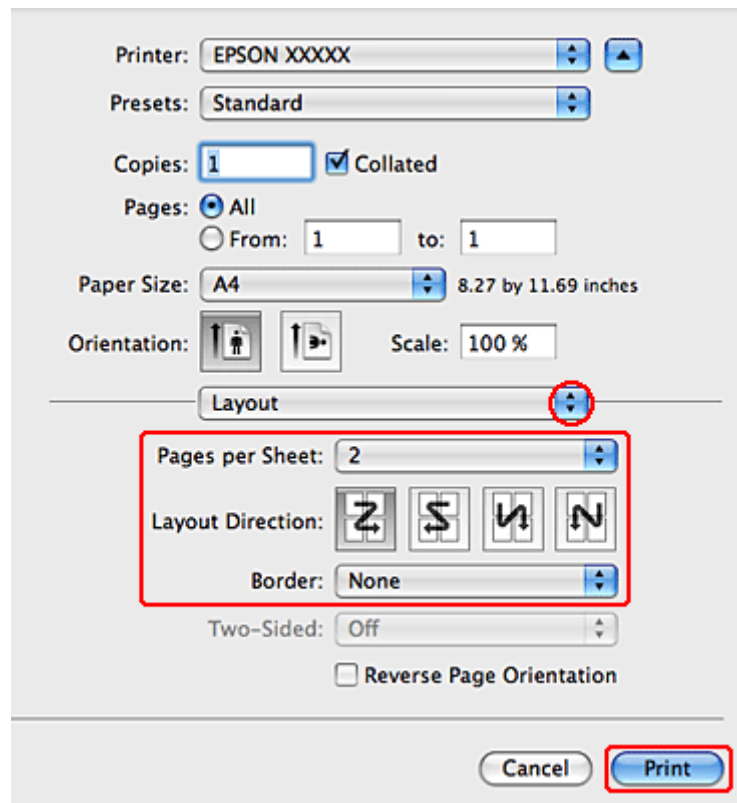 Printer: EPSON XXXXX
Presets: Standard
Copies: 1 Collated
Pages: All
From: 1 to: 1
Paper Size: A4 8.27 by 11.69 inches
Orientation: Scale: 100 %
Layout
Pages per Sheet: 2
Layout Direction:
Border: None
Two-Sided: Off
Reverse Page Orientation
Cancel Print